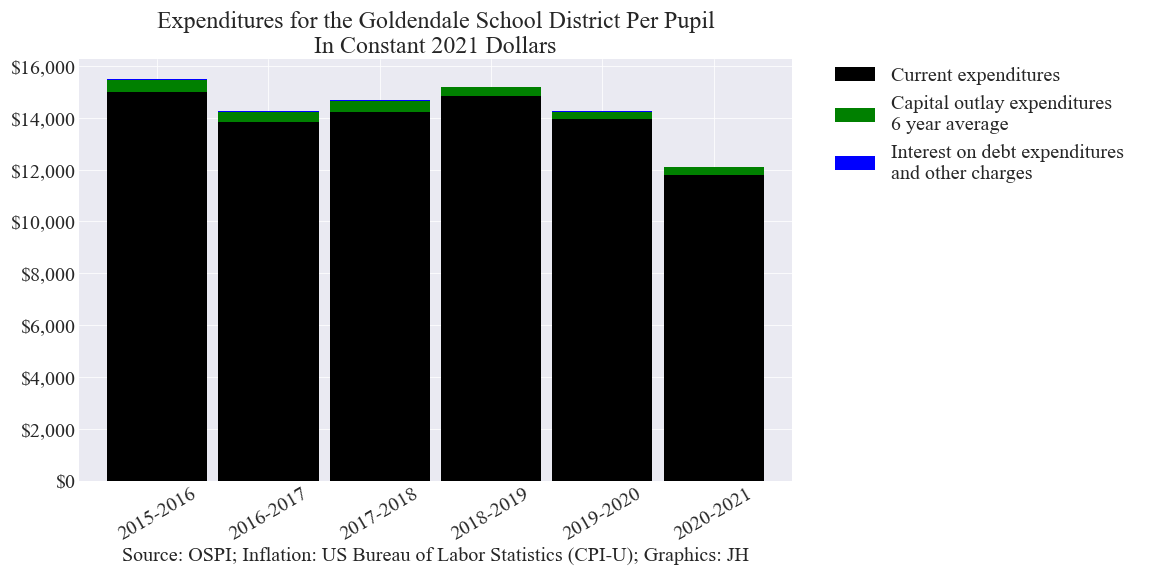 Expenditures for the Goldendale School District Per Pupil
In Constant 2021 Dollars
$16,000
$14,000
$12,000
$10,000
$8,000
$6,000
$4,000
$2,000
$0
2015-2016
2016-2017
2017-2018
2018-2019
2019-2020
2020-2021
Source: OSPI; Inflation: US Bureau of Labor Statistics (CPI-U); Graphics: JH
Current expenditures
Capital outlay expenditures
6 year average
Interest on debt expenditures
and other charges